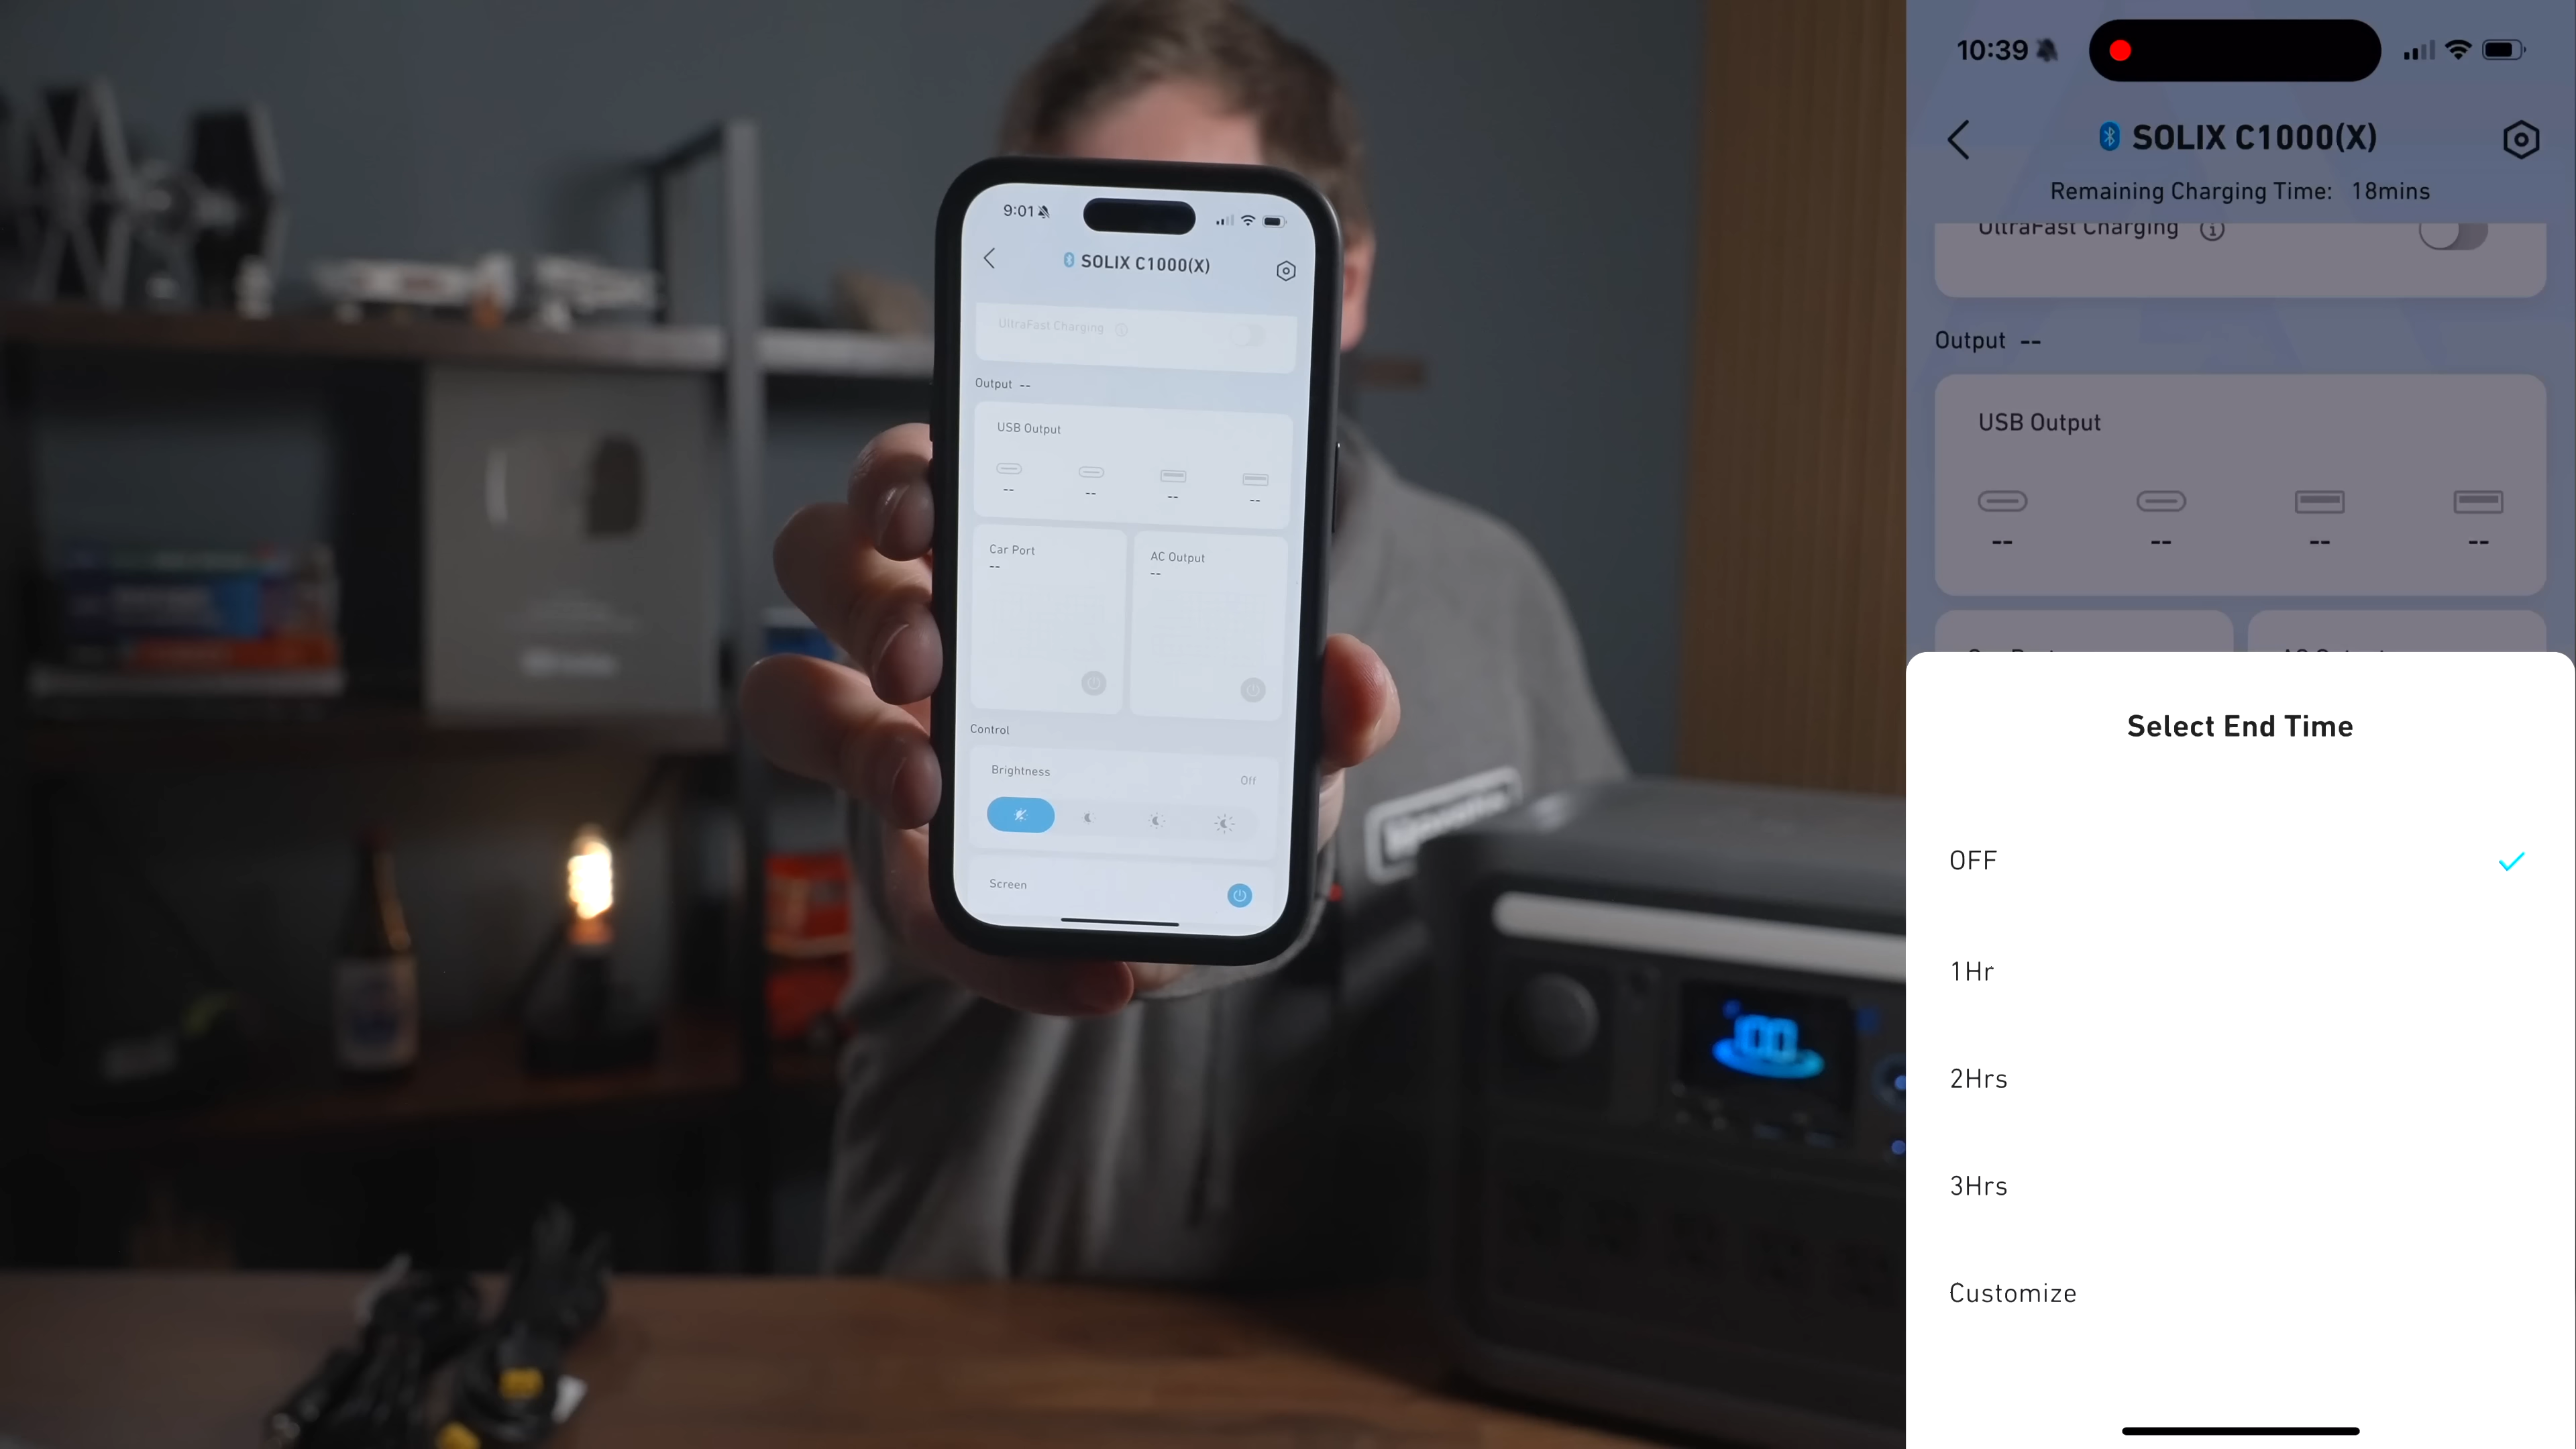 9:01
SOLIX C1000(X)
UltraFast Charging
Output --
USB Output
-- -- -- --
Car Port
--
AC Output
--
Control
Brightness
Off
Screen
00
10:39
SOLIX C1000(X)
Remaining Charging Time: 18mins
UltraFast Charging
Output --
USB Output
-- -- -- --
Select End Time
OFF
1Hr
2Hrs
3Hrs
Customize